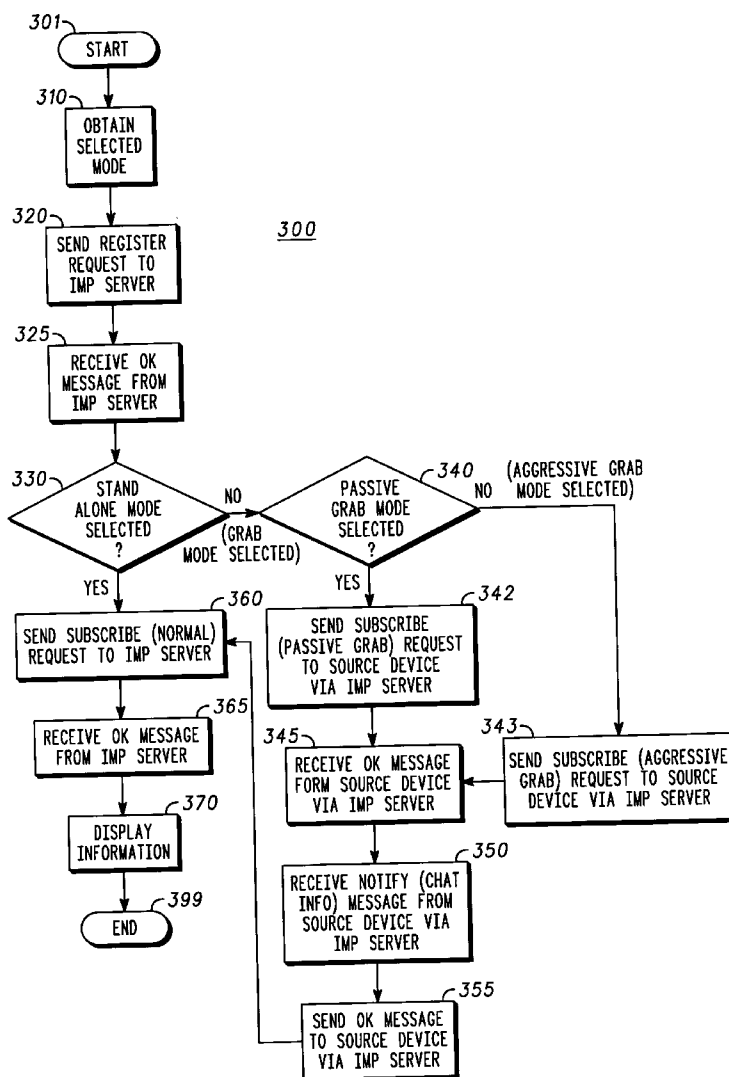 301
START
310
OBTAIN
SELECTED
MODE
320
SEND REGISTER
REQUEST TO
IMP SERVER
300
325
RECEIVE OK
MESSAGE FROM
IMP SERVER
330
STAND
ALONE MODE
SELECTED
?
NO
(GRAB
MODE SELECTED)
YES
340
PASSIVE
GRAB MODE
SELECTED
?
NO
(AGGRESSIVE GRAB
MODE SELECTED)
YES
360
SEND SUBSCRIBE (NORMAL)
REQUEST TO IMP SERVER
342
SEND SUBSCRIBE
(PASSIVE GRAB) REQUEST
TO SOURCE DEVICE
VIA IMP SERVER
365
RECEIVE OK MESSAGE
FROM IMP SERVER
345
RECEIVE OK MESSAGE
FORM SOURCE DEVICE
VIA IMP SERVER
343
SEND SUBSCRIBE (AGGRESSIVE
GRAB) REQUEST TO SOURCE
DEVICE VIA IMP SERVER
370
DISPLAY
INFORMATION
350
RECEIVE NOTIFY (CHAT
INFO) MESSAGE FROM
SOURCE DEVICE VIA
IMP SERVER
399
END
355
SEND OK MESSAGE
TO SOURCE DEVICE
VIA IMP SERVER